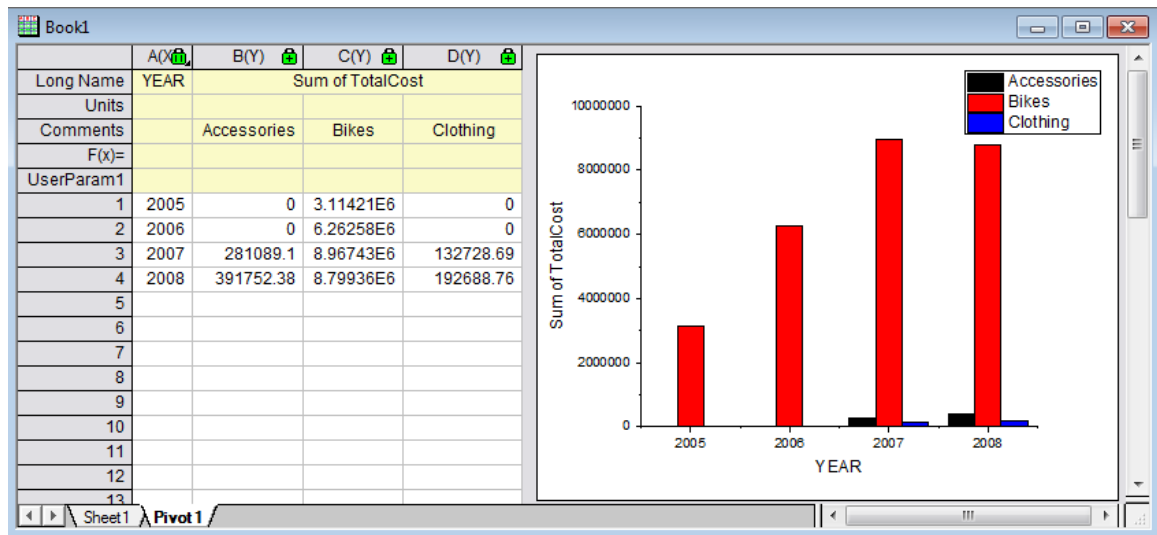 Book1
A(X) B(Y) C(Y) D(Y)
Long Name YEAR Sum of TotalCost
Units
Comments Accessories Bikes Clothing
F(x)=
UserParam1
1 2005 0 3.11421E6 0
2 2006 0 6.26258E6 0
3 2007 281089.1 8.96743E6 132728.69
4 2008 391752.38 8.79936E6 192688.76
5
6
7
8
9
10
11
12
13
Sheet1 Pivot1
Accessories
Bikes
Clothing
10000000
8000000
6000000
4000000
2000000
0
Sum of TotalCost
2005 2006 2007 2008
YEAR